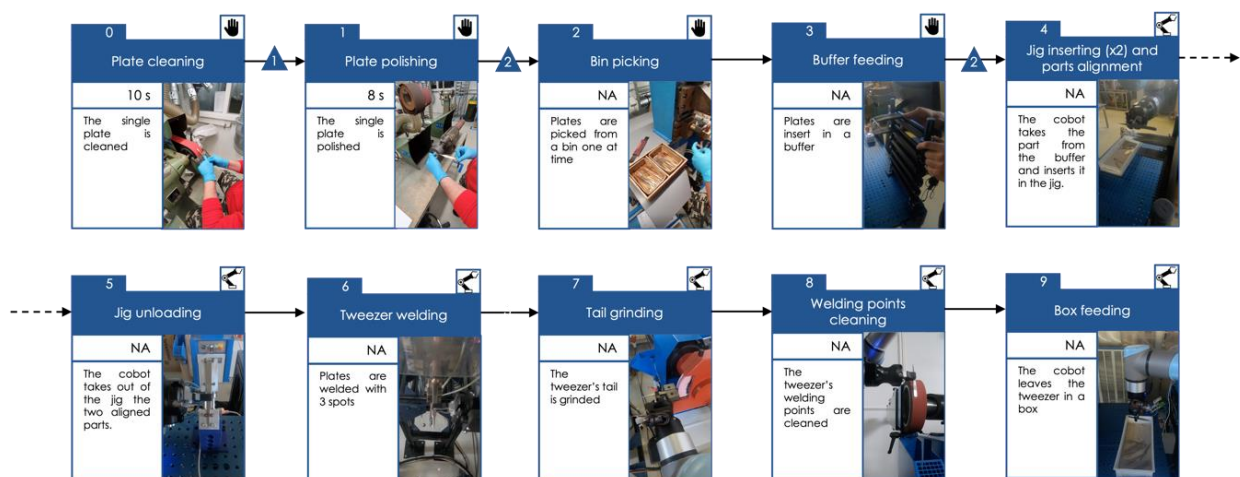 0
Plate cleaning
10 s
The single
plate is
cleaned
1
1
Plate polishing
8 s
The single
plate is
polished
2
2
Bin picking
NA
Plates are
picked from
a bin one at
time
3
Buffer feeding
NA
Plates are
insert in a
buffer
2
4
Jig inserting (x2) and
parts alignment
NA
The cobot
takes the
part from
the buffer
and inserts it
in the jig.
5
Jig unloading
NA
The cobot
takes out of
the jig the
two aligned
parts.
6
Tweezer welding
NA
Plates are
welded with
3 spots
7
Tail grinding
NA
The
tweezer's tail
is grinded
8
Welding points
cleaning
NA
The
tweezer's
welding
points are
cleaned
9
Box feeding
NA
The cobot
leaves the
tweezer in a
box